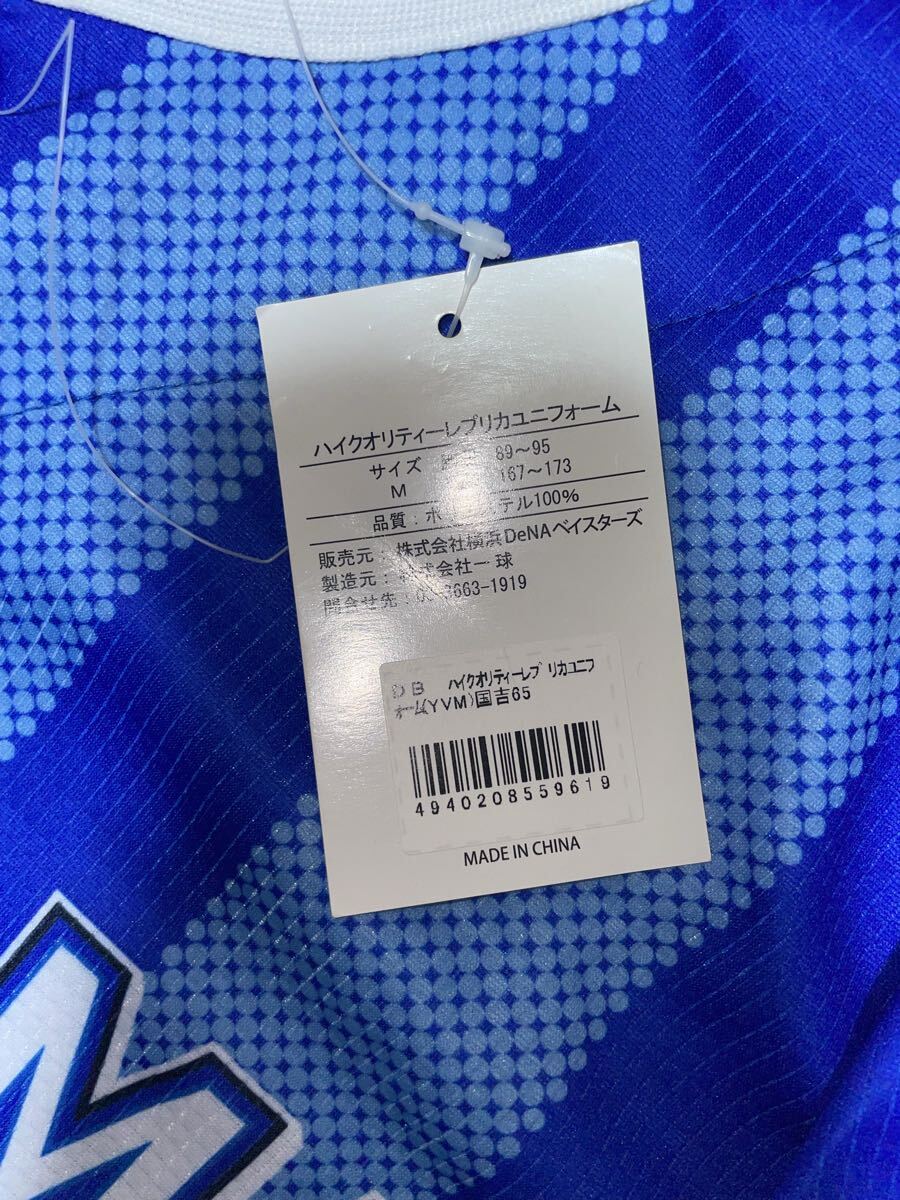 ハイクオリティーレプリカユニフォーム
サイズ 89～95
M 167～173
品質：ポ テル100%
販売元：株式会社横浜DeNAベイスターズ
製造元：株式会社一球
問合せ先： 3663-1919
DB ハイクオリティーレプリカユニフ
ォーム(YVM)国吉65
4940208559619
MADE IN CHINA
M